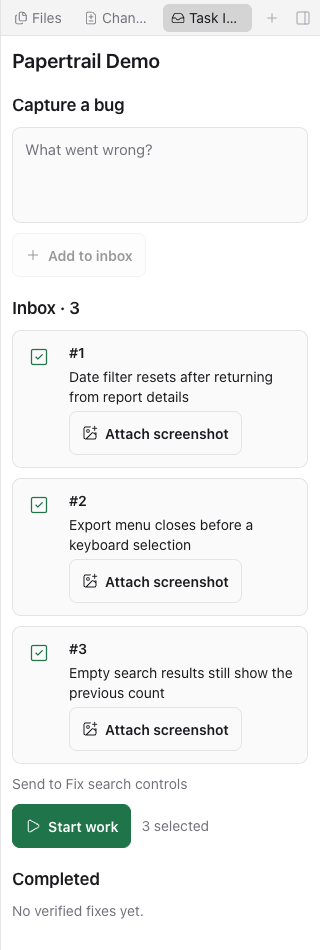 Files
Chan...
Task I...
Papertrail Demo
Capture a bug
What went wrong?
Add to inbox
Inbox · 3
#1
Date filter resets after returning
from report details
Attach screenshot
#2
Export menu closes before a
keyboard selection
Attach screenshot
#3
Empty search results still show the
previous count
Attach screenshot
Send to Fix search controls
Start work
3 selected
Completed
No verified fixes yet.